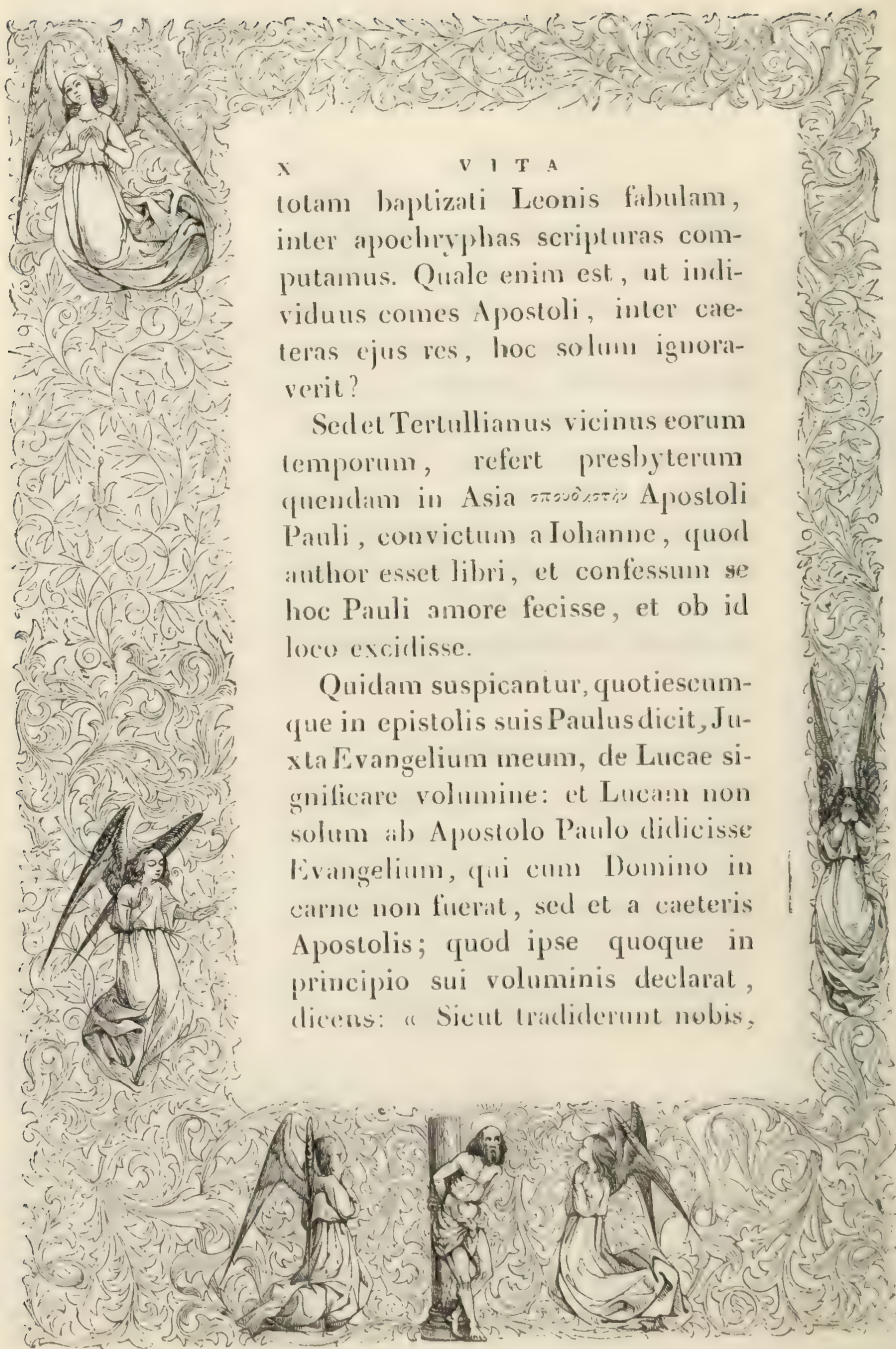 X VITA
totam baptizati Leonis fabulam,
inter apochryphas scripturas com-
putamus. Quale enim est, ut indi-
viduus comes Apostoli, inter cae-
teras ejus res, hoc solum ignora-
verit?
Sed et Tertullianus vicinus eorum
temporum, refert presbyterum
quendam in Asia σπουδαστὴν Apostoli
Pauli, convictum a Iohanne, quod
author esset libri, et confessum se
hoc Pauli amore fecisse, et ob id
loco excidisse.
Quidam suspicantur, quotiescum-
que in epistolis suis Paulus dicit, Ju-
xta Evangelium meum, de Lucae si-
gnificare volumine: et Lucam non
solum ab Apostolo Paulo didicisse
Evangelium, qui cum Domino in
carne non fuerat, sed et a caeteris
Apostolis; quod ipse quoque in
principio sui voluminis declarat,
dicens: « Sicut tradiderunt nobis,